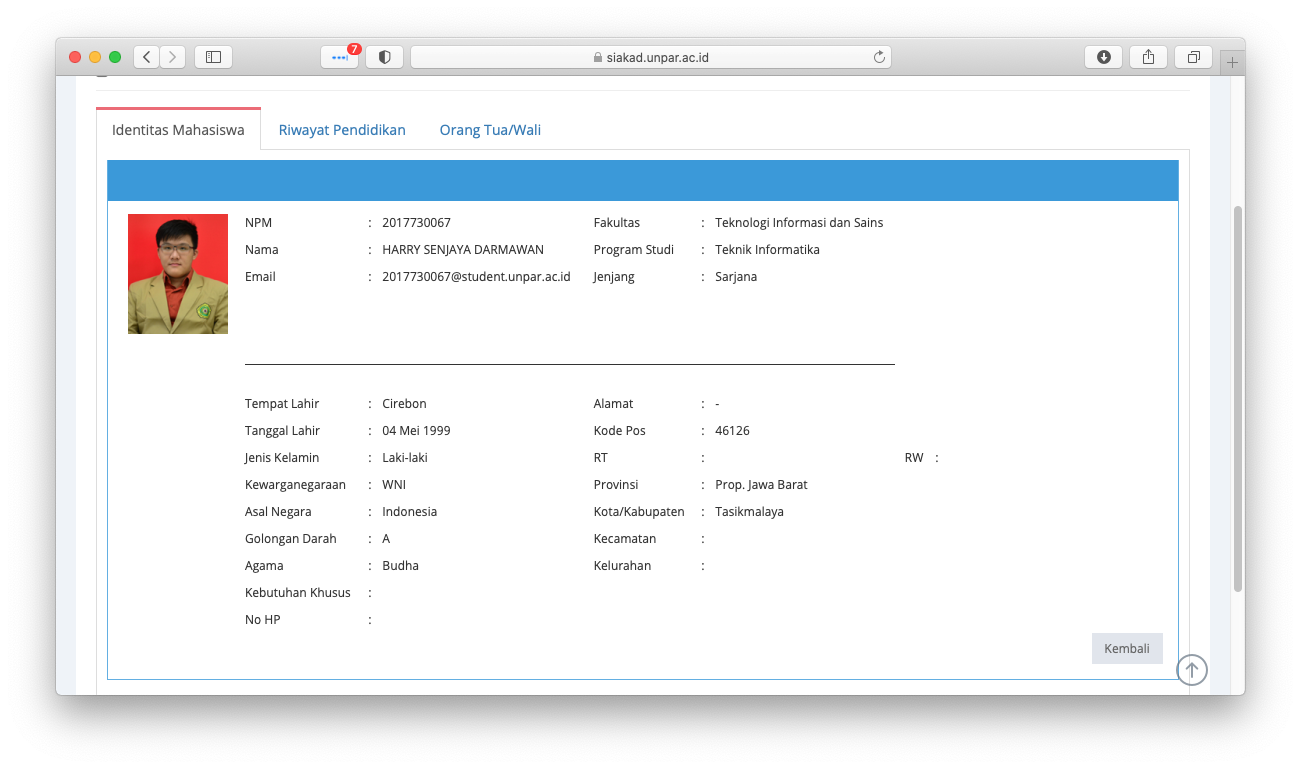 7
siakad.unpar.ac.id
Identitas Mahasiswa Riwayat Pendidikan Orang Tua/Wali
NPM : 2017730067 Fakultas : Teknologi Informasi dan Sains
Nama : HARRY SENJAYA DARMAWAN Program Studi : Teknik Informatika
Email : 2017730067@student.unpar.ac.id Jenjang : Sarjana
Tempat Lahir : Cirebon Alamat : -
Tanggal Lahir : 04 Mei 1999 Kode Pos : 46126
Jenis Kelamin : Laki-laki RT : RW :
Kewarganegaraan : WNI Provinsi : Prop. Jawa Barat
Asal Negara : Indonesia Kota/Kabupaten : Tasikmalaya
Golongan Darah : A Kecamatan :
Agama : Budha Kelurahan :
Kebutuhan Khusus :
No HP :
Kembali